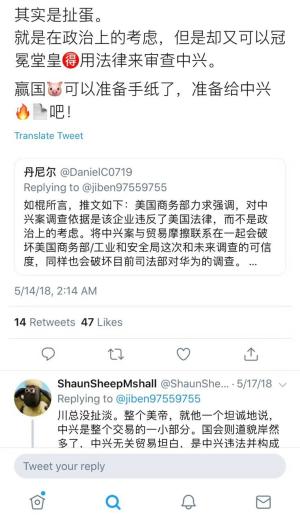 其实是扯蛋。
就是在政治上的考虑，但是却又可以冠
冕堂皇🉐用法律来审查中兴。
赢国🐷可以准备手纸了，准备给中兴
🔥📄吧！
Translate Tweet
丹尼尔 @DanielC0719
Replying to @jiben97559755
如棍所言，推文如下：美国商务部力求强调，对中
兴案调查依据是该企业违反了美国法律，而不是政
治上的考虑。将中兴案与贸易摩擦联系在一起会破
坏美国商务部/工业和安全局这次和未来调查的可信
度，同样也会破坏目前司法部对华为的调查。 ...
5/14/18, 2:14 AM
14 Retweets 47 Likes
ShaunSheepMshall @ShaunShe... · 5/17/18
Replying to @jiben97559755
川总没扯淡。整个美帝，就他一个坦诚地说，
中兴是整个交易的一小部分。国会则道貌岸然
多了，中兴无关贸易坦白，是中兴违法并构成
Tweet your reply